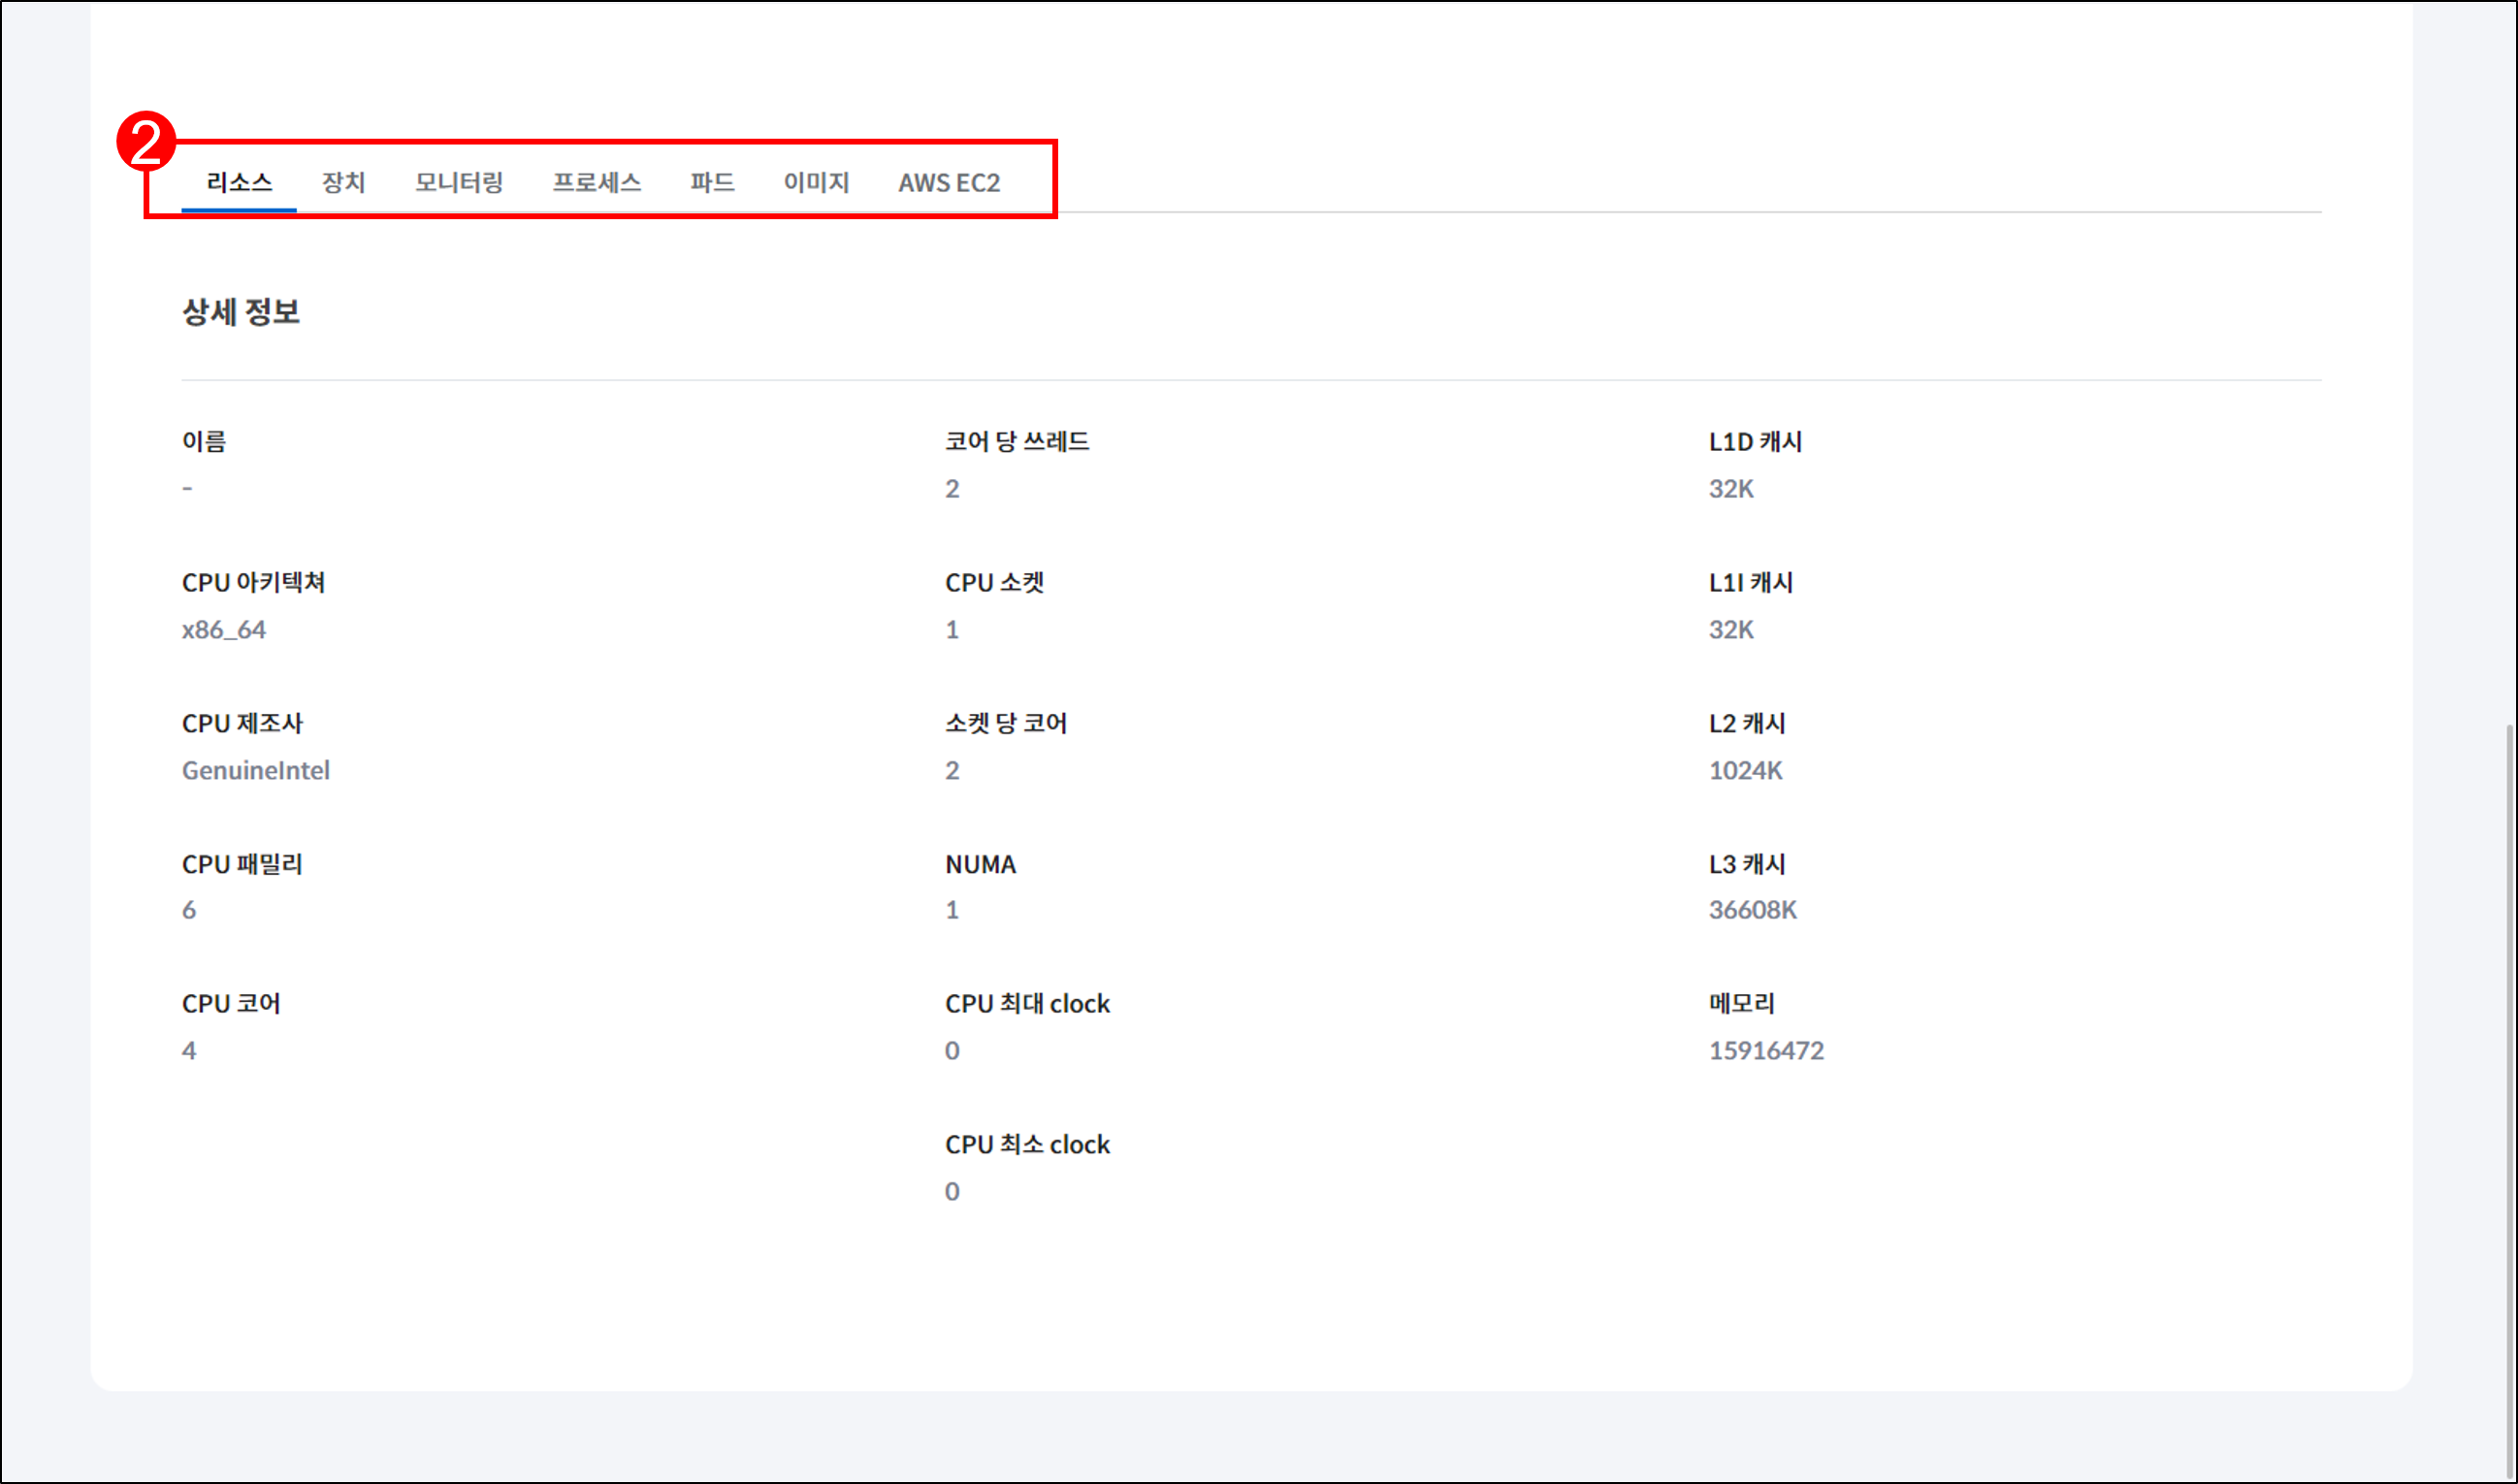 2
리소스 장치 모니터링 프로세스 파드 이미지 AWS EC2
상세 정보
이름 코어 당 쓰레드 L1D 캐시
- 2 32K
CPU 아키텍쳐 CPU 소켓 L1I 캐시
x86_64 1 32K
CPU 제조사 소켓 당 코어 L2 캐시
GenuineIntel 2 1024K
CPU 패밀리 NUMA L3 캐시
6 1 36608K
CPU 코어 CPU 최대 clock 메모리
4 0 15916472
CPU 최소 clock
0